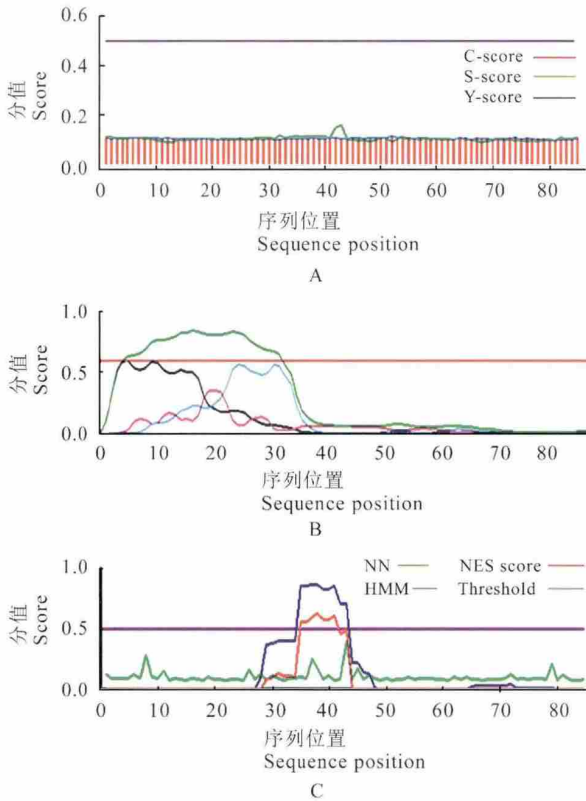 0.6
0.4
0.2
0.0
分值
Score
C-score
S-score
Y-score
0 10 20 30 40 50 60 70 80
序列位置
Sequence position
A
1.0
0.5
0.0
分值
Score
0 10 20 30 40 50 60 70 80
序列位置
Sequence position
B
1.0
0.5
0.0
分值
Score
NN NES score
HMM Threshold
0 10 20 30 40 50 60 70 80
序列位置
Sequence position
C